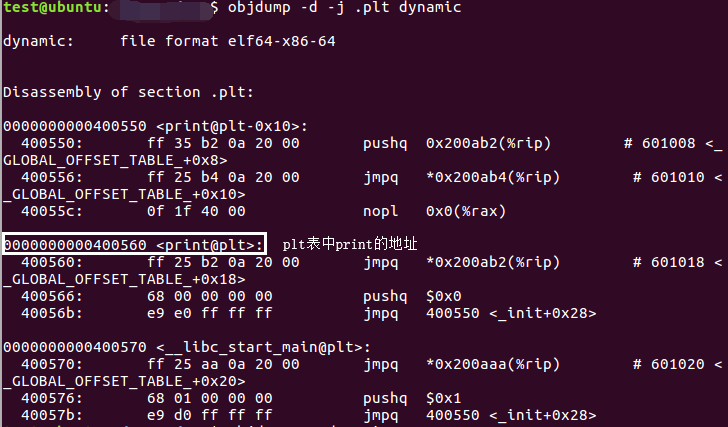 test@ubuntu:$ objdump -d -j .plt dynamic
dynamic:     file format elf64-x86-64
Disassembly of section .plt:
0000000000400550 <print@plt-0x10>:
  400550:       ff 35 b2 0a 20 00       pushq  0x200ab2(%rip)        # 601008 <_
GLOBAL_OFFSET_TABLE_+0x8>
  400556:       ff 25 b4 0a 20 00       jmpq   *0x200ab4(%rip)        # 601010 <
_GLOBAL_OFFSET_TABLE_+0x10>
  40055c:       0f 1f 40 00             nopl   0x0(%rax)
0000000000400560 <print@plt>: plt表中print的地址
  400560:       ff 25 b2 0a 20 00       jmpq   *0x200ab2(%rip)        # 601018 <
_GLOBAL_OFFSET_TABLE_+0x18>
  400566:       68 00 00 00 00          pushq  $0x0
  40056b:       e9 e0 ff ff ff          jmpq   400550 <_init+0x28>
0000000000400570 <__libc_start_main@plt>:
  400570:       ff 25 aa 0a 20 00       jmpq   *0x200aaa(%rip)        # 601020 <
_GLOBAL_OFFSET_TABLE_+0x20>
  400576:       68 01 00 00 00          pushq  $0x1
  40057b:       e9 d0 ff ff ff          jmpq   400550 <_init+0x28>